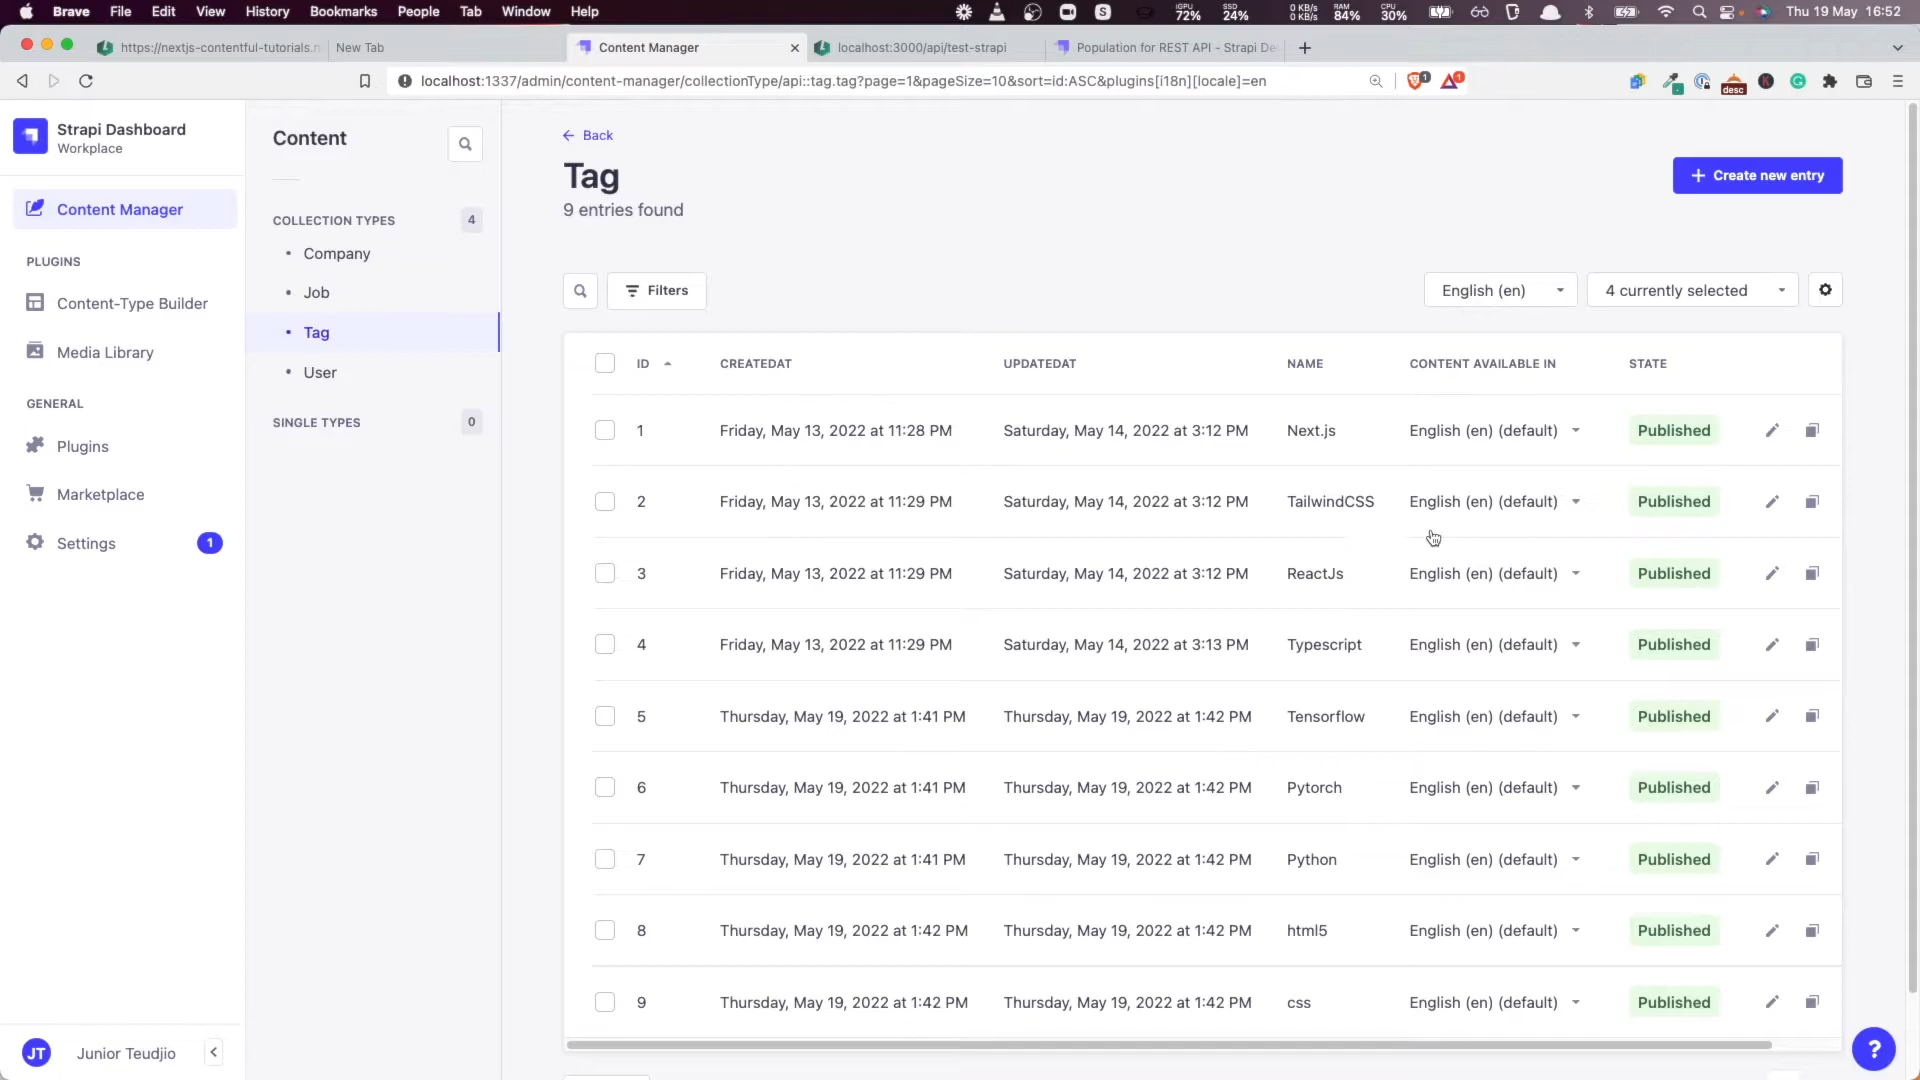 Brave File Edit View History Bookmarks People Tab Window Help
72% SSD 24% 0 KB/s 0 KB/s RAM 84% CPU 30% Thu 19 May 16:52
https://nextjs-contentful-tutorials.n New Tab Content Manager localhost:3000/api/test-strapi Population for REST API - Strapi De
localhost:1337/admin/content-manager/collectionType/api::tag.tag?page=1&pageSize=10&sort=id:ASC&plugins[i18n][locale]=en 1 1 desc
Strapi Dashboard
Workplace
Content Manager
PLUGINS
Content-Type Builder
Media Library
GENERAL
Plugins
Marketplace
Settings 1
JT Junior Teudjio
Content
COLLECTION TYPES 4
Company
Job
Tag
User
SINGLE TYPES 0
Back
Tag
9 entries found
Create new entry
Filters
English (en) 4 currently selected
ID CREATEDAT UPDATEDAT NAME CONTENT AVAILABLE IN STATE
1 Friday, May 13, 2022 at 11:28 PM Saturday, May 14, 2022 at 3:12 PM Next.js English (en) (default) Published
2 Friday, May 13, 2022 at 11:29 PM Saturday, May 14, 2022 at 3:12 PM TailwindCSS English (en) (default) Published
3 Friday, May 13, 2022 at 11:29 PM Saturday, May 14, 2022 at 3:12 PM ReactJs English (en) (default) Published
4 Friday, May 13, 2022 at 11:29 PM Saturday, May 14, 2022 at 3:13 PM Typescript English (en) (default) Published
5 Thursday, May 19, 2022 at 1:41 PM Thursday, May 19, 2022 at 1:42 PM Tensorflow English (en) (default) Published
6 Thursday, May 19, 2022 at 1:41 PM Thursday, May 19, 2022 at 1:42 PM Pytorch English (en) (default) Published
7 Thursday, May 19, 2022 at 1:41 PM Thursday, May 19, 2022 at 1:42 PM Python English (en) (default) Published
8 Thursday, May 19, 2022 at 1:42 PM Thursday, May 19, 2022 at 1:42 PM html5 English (en) (default) Published
9 Thursday, May 19, 2022 at 1:42 PM Thursday, May 19, 2022 at 1:42 PM css English (en) (default) Published
?